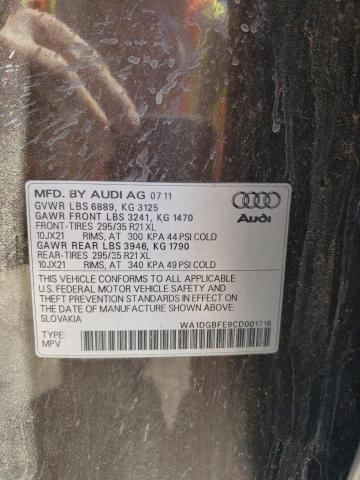 MFD. BY AUDI AG 07 11
GVWR LBS 6889, KG 3125
GAWR FRONT LBS 3241, KG 1470
FRONT-TIRES 295/35 R21 XL
10JX21 RIMS, AT 300 KPA 44 PSI COLD
GAWR REAR LBS 3946, KG 1790
REAR-TIRES 295/35 R21 XL
10JX21 RIMS, AT 340 KPA 49 PSI COLD
THIS VEHICLE CONFORMS TO ALL APPLICABLE
U.S. FEDERAL MOTOR VEHICLE SAFETY AND
THEFT PREVENTION STANDARDS IN EFFECT ON
THE DATE OF MANUFACTURE SHOWN ABOVE.
SLOVAKIA
WA1DGBFE9CD001716
TYPE:
MPV
Audi